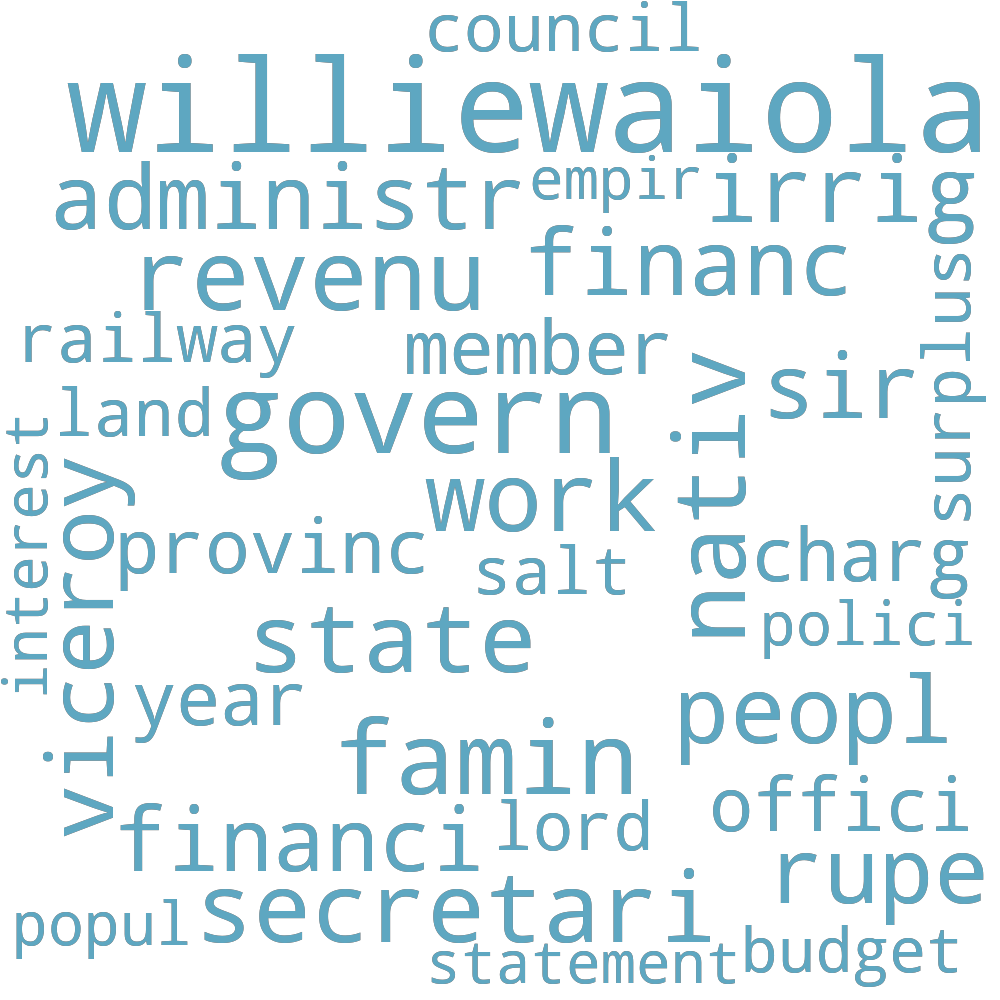 council
williewaiola
administr
empir
irrig
revenu
financ
surplus
railway
member
nativ
sir
land
govern
interest
viceroy
work
provinc
salt
charg
polici
state
year
peopl
famin
offici
financi
lord
rupe
secretari
popul
statement
budget